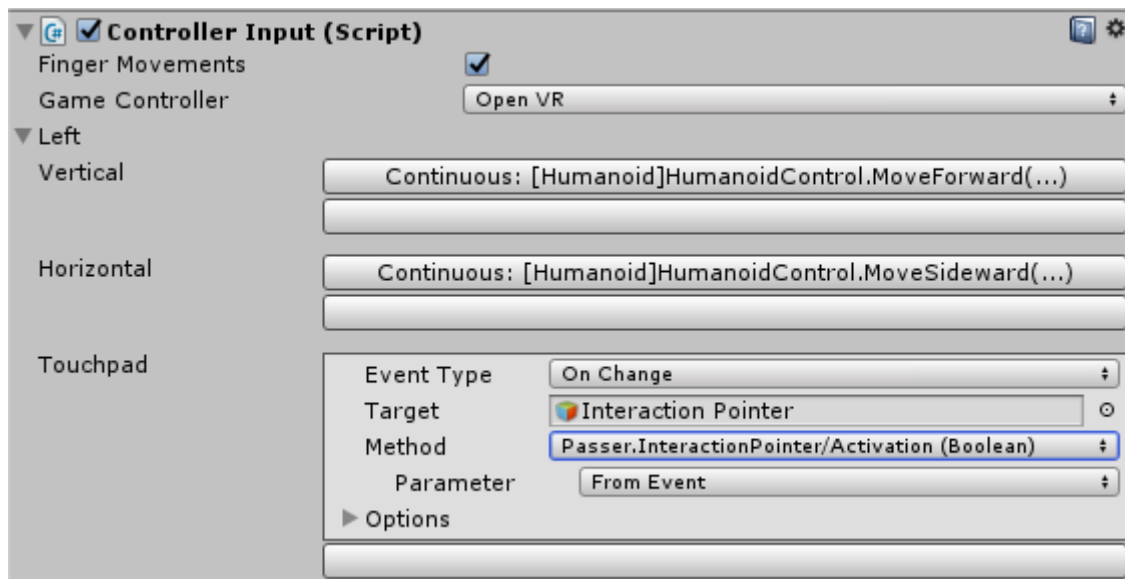 Controller Input (Script)
Finger Movements
Game Controller Open VR
Left
Vertical Continuous: [Humanoid]HumanoidControl.MoveForward(...)
Horizontal Continuous: [Humanoid]HumanoidControl.MoveSideward(...)
Touchpad
Event Type On Change
Target Interaction Pointer
Method Passer.InteractionPointer/Activation (Boolean)
Parameter From Event
Options